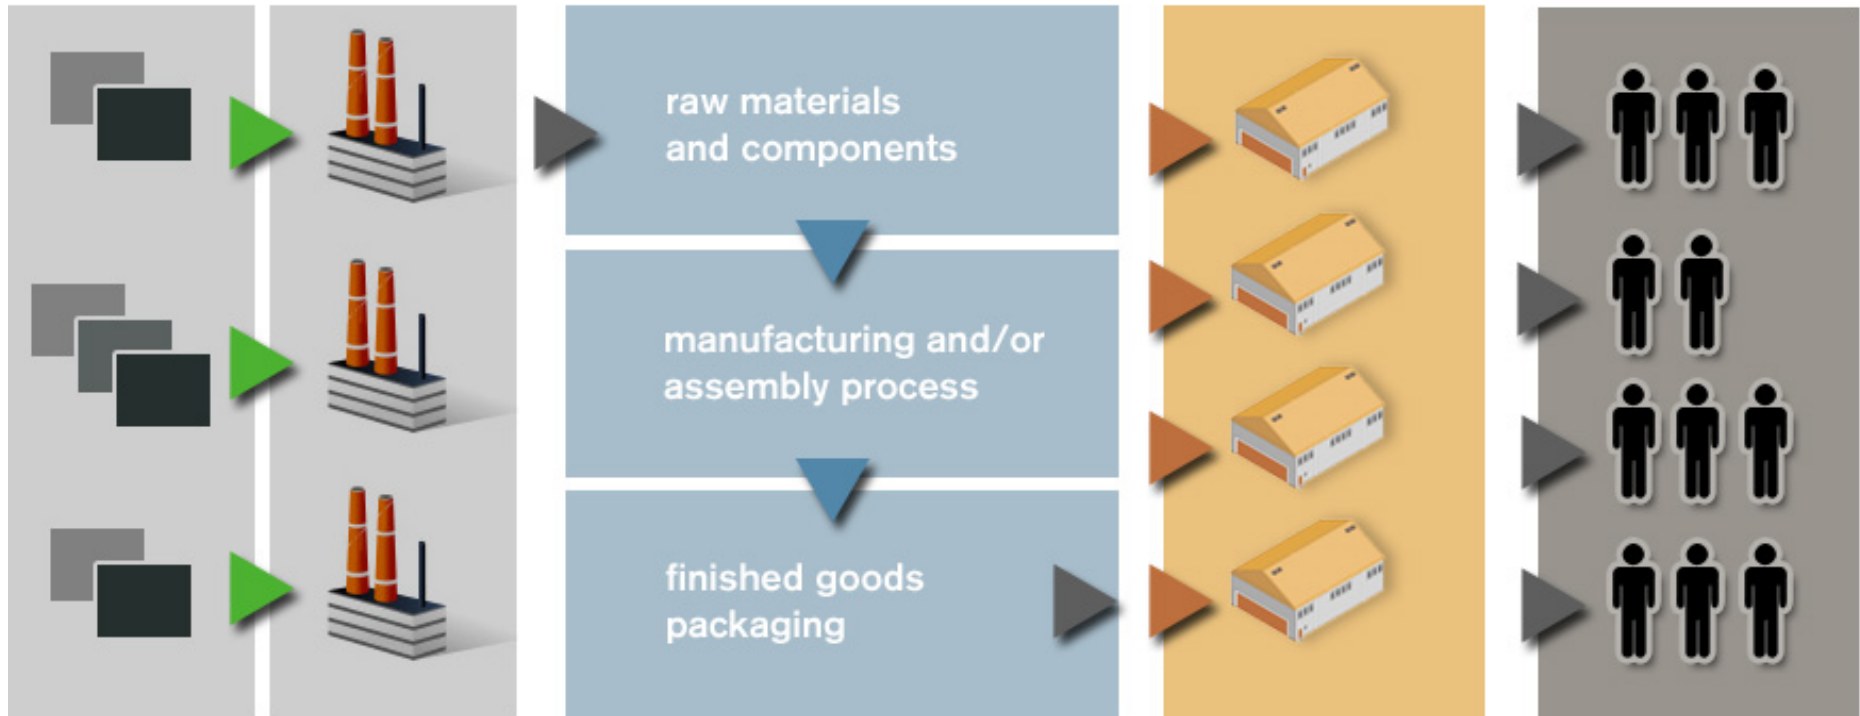 raw materials
and components
manufacturing and/or
assembly process
finished goods
packaging